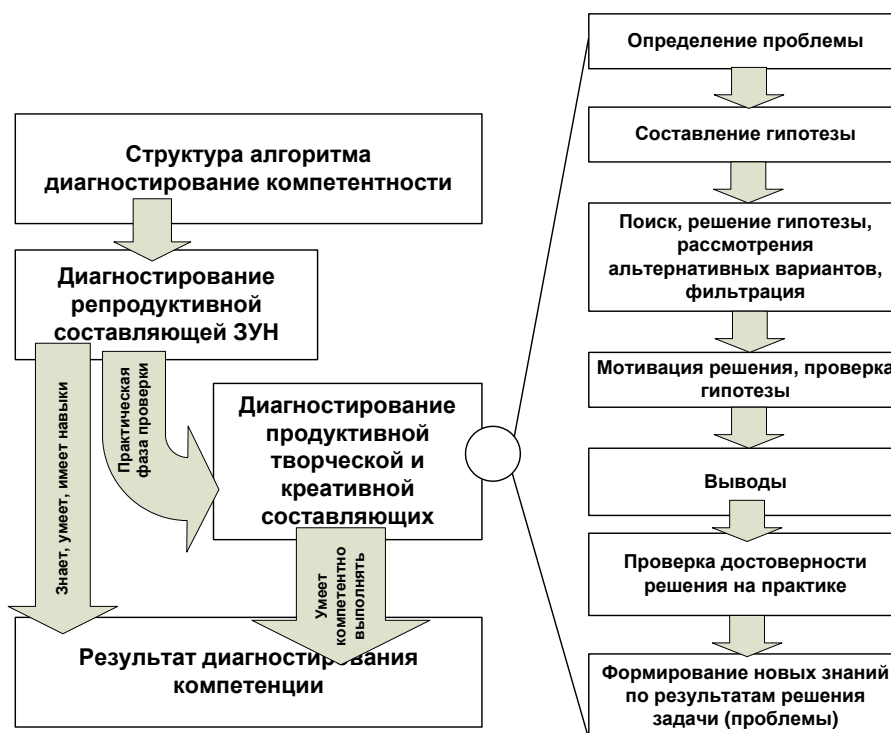 Структура алгоритма
диагностирование компетентности
Диагностирование
репродуктивной
составляющей ЗУН
Знает, умеет, имеет навыки
Практическая
фаза проверки
Диагностирование
продуктивной
творческой и
креативной
составляющих
Умеет
компетентно
выполнять
Результат диагностирования
компетенции
Определение проблемы
Составление гипотезы
Поиск, решение гипотезы,
рассмотрения
альтернативных вариантов,
фильтрация
Мотивация решения, проверка
гипотезы
Выводы
Проверка достоверности
решения на практике
Формирование новых знаний
по результатам решения
задачи (проблемы)